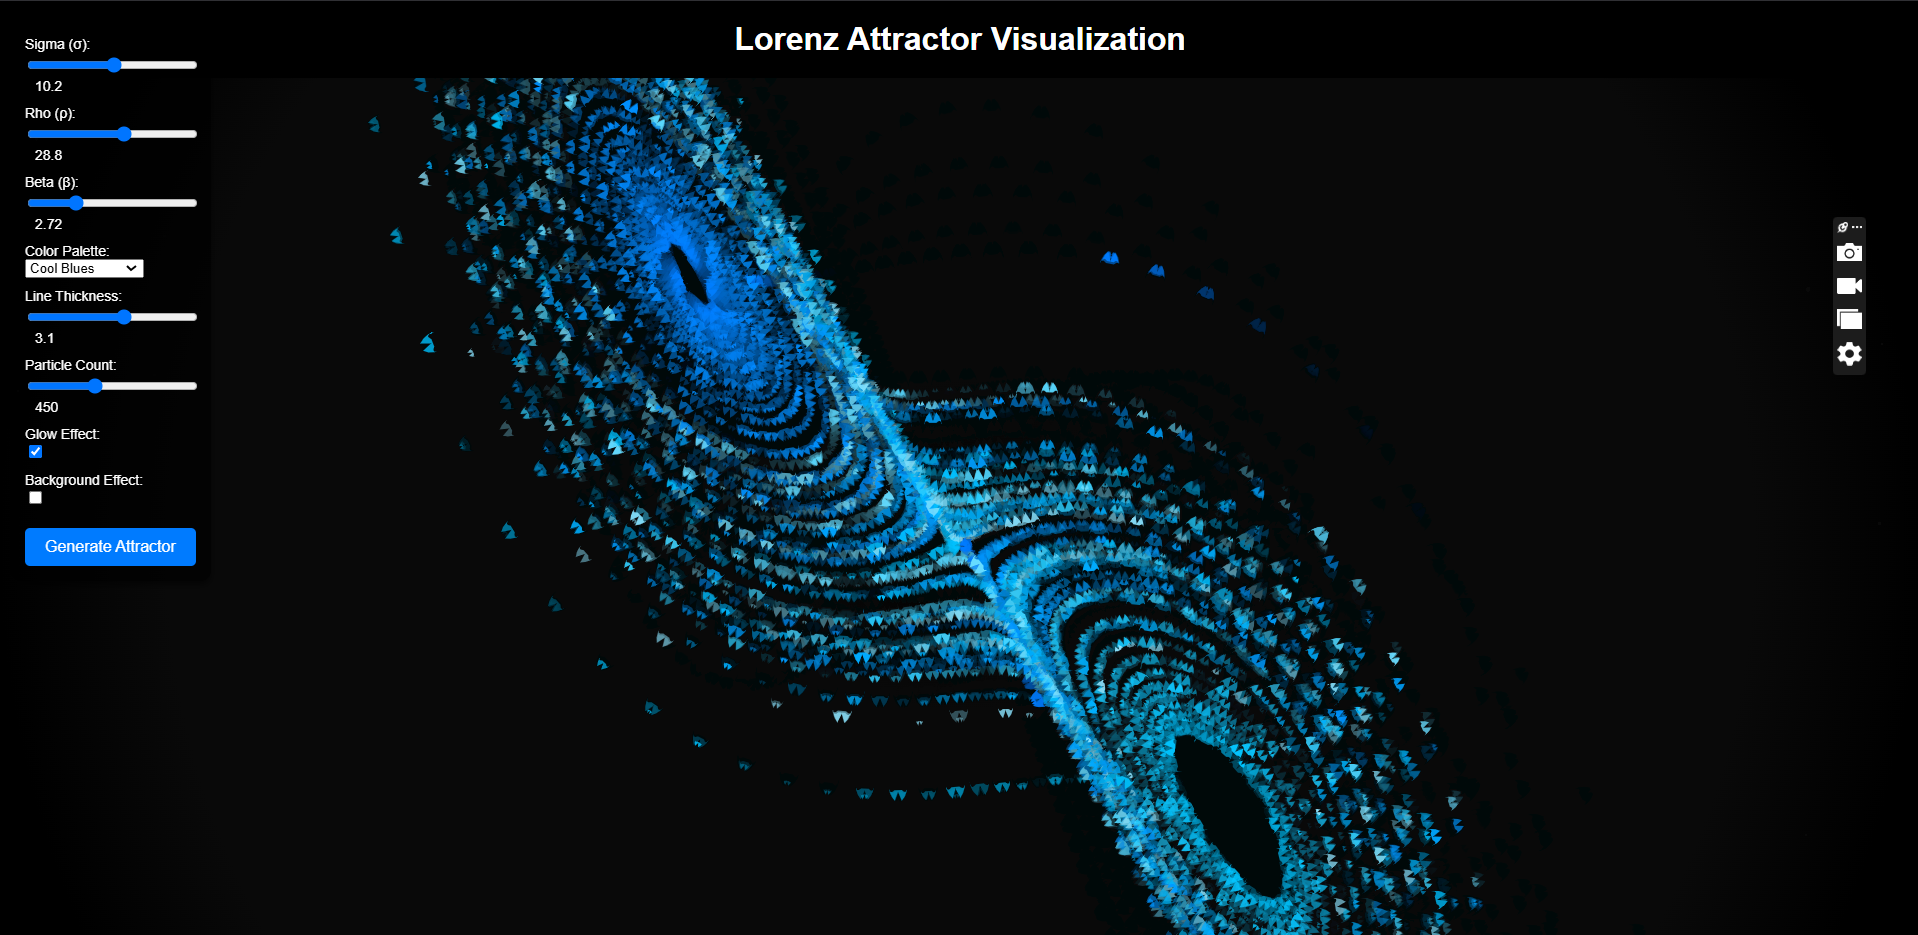 Lorenz Attractor Visualization
Sigma (σ):
10.2
Rho (ρ):
28.8
Beta (β):
2.72
Color Palette:
Cool Blues
Line Thickness:
3.1
Particle Count:
450
Glow Effect:
Background Effect:
Generate Attractor